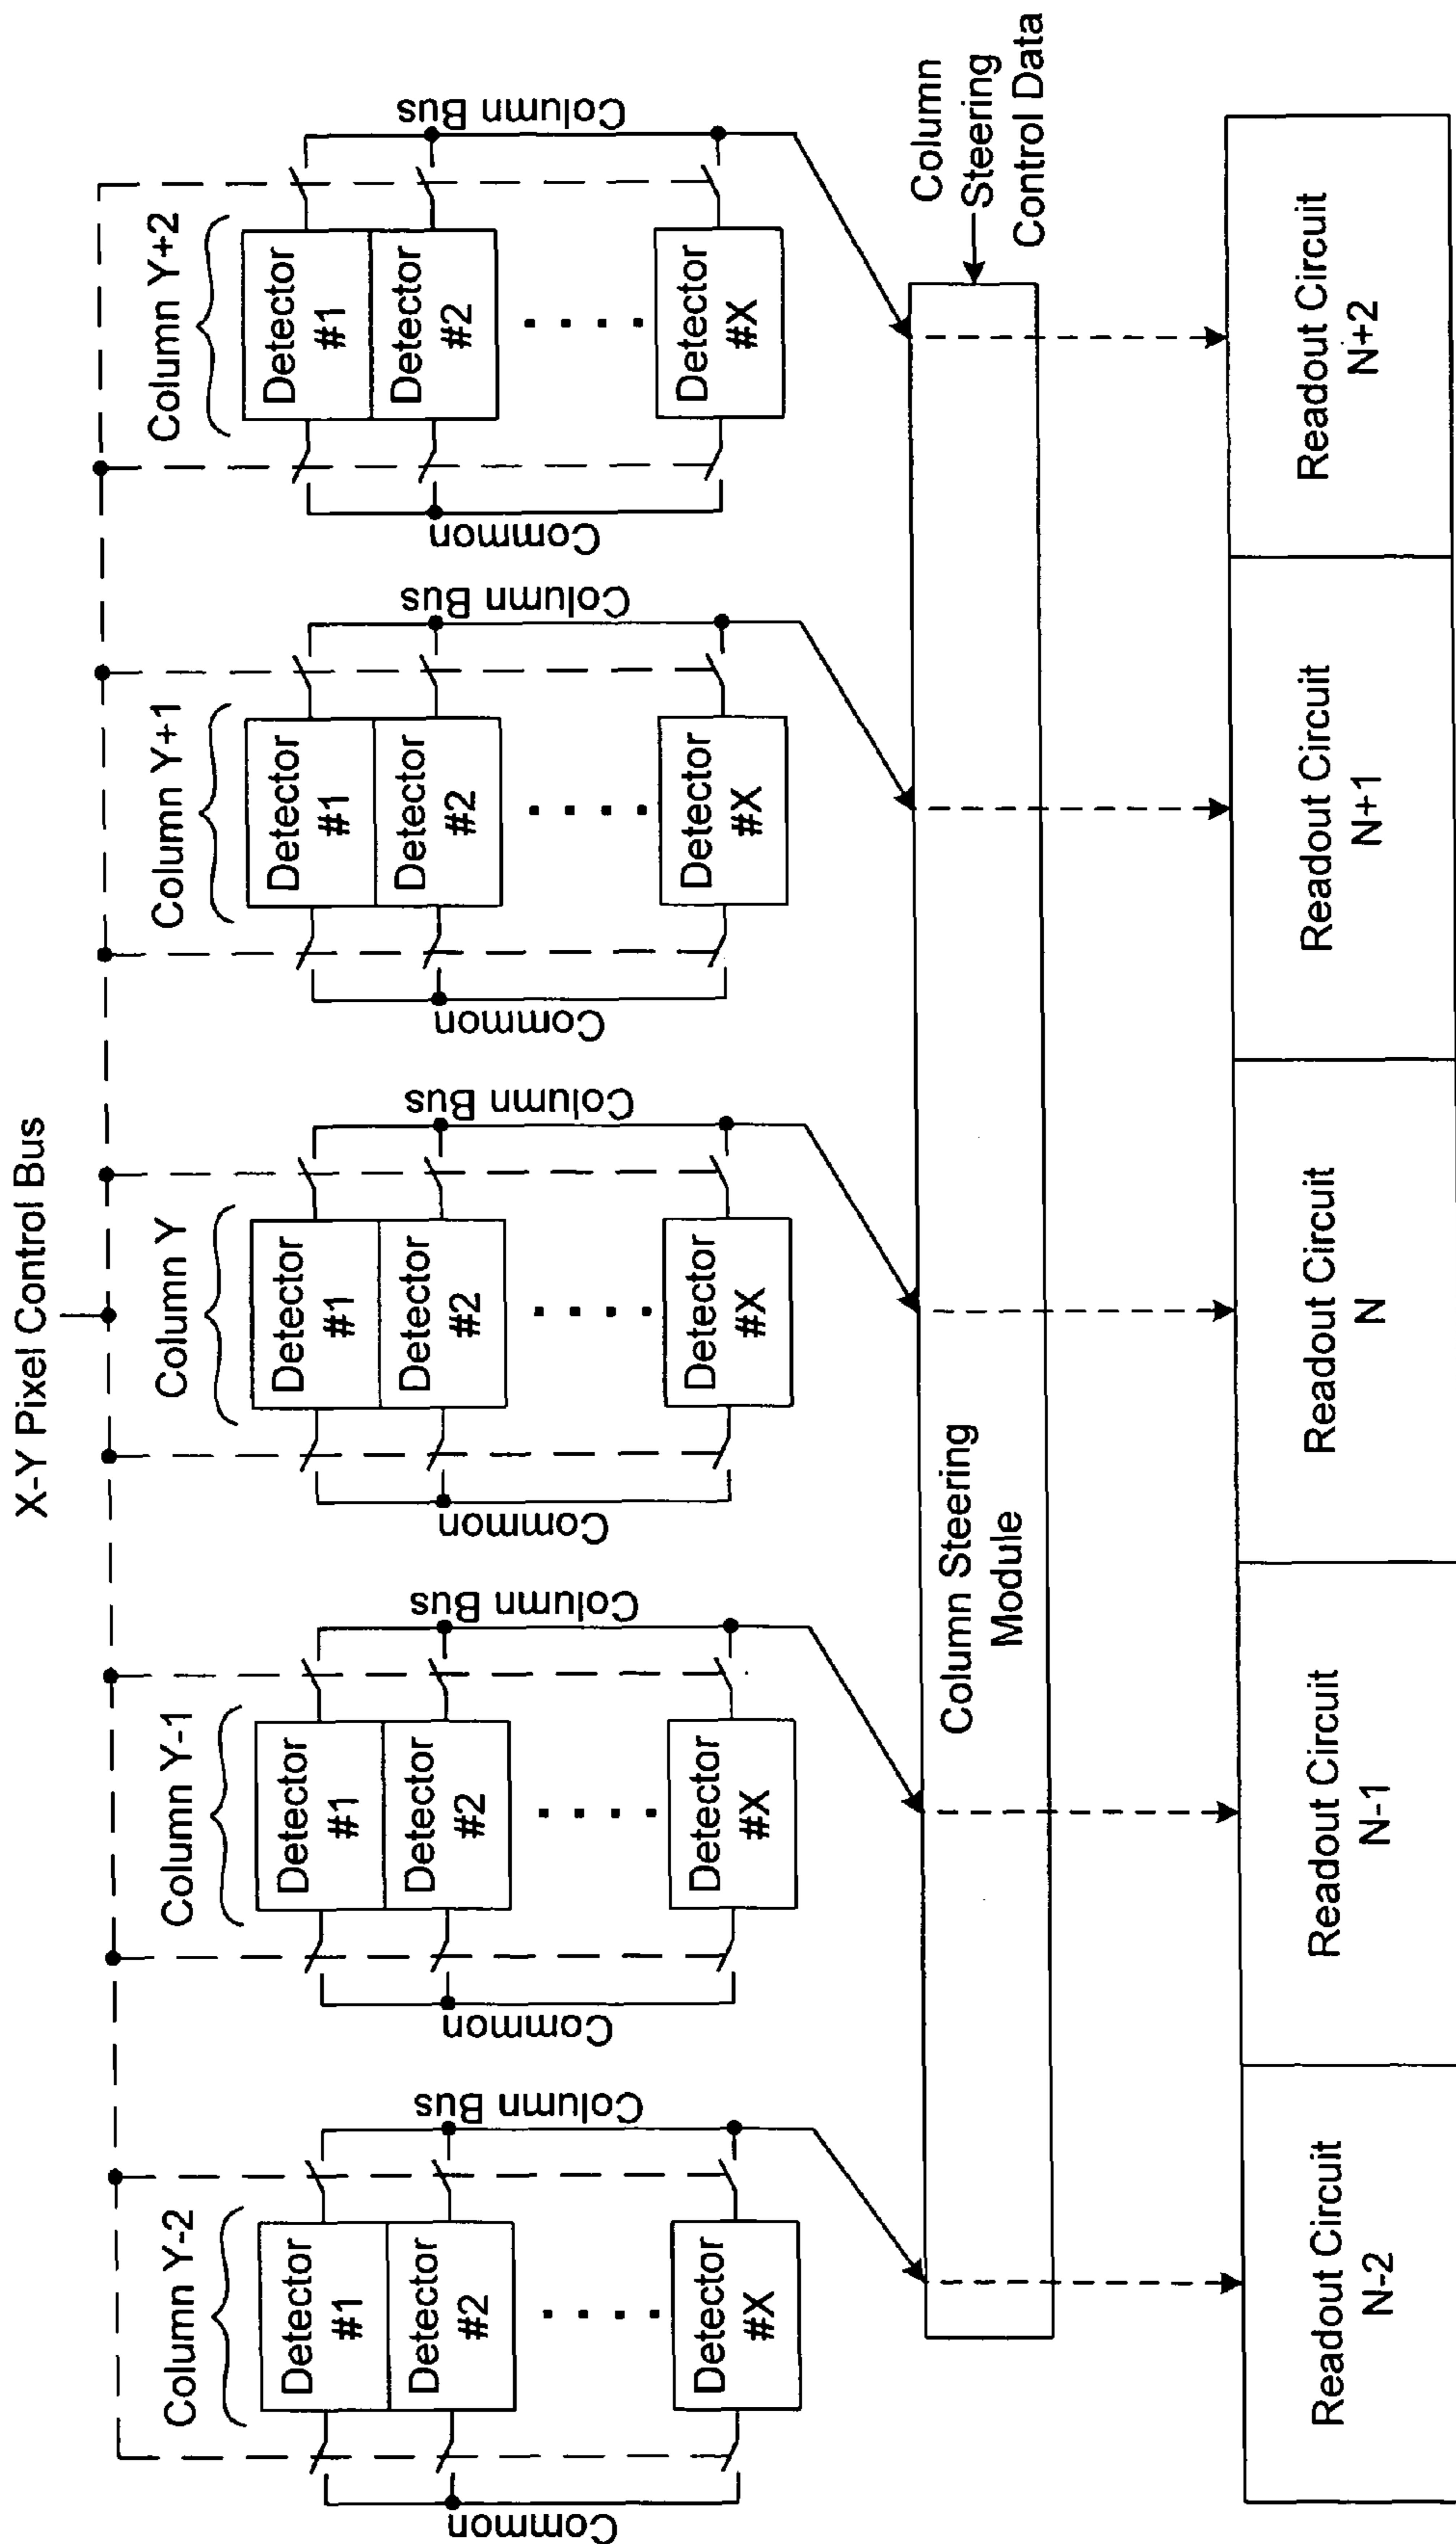 X-Y Pixel Control Bus
Column Y-2
Column Y-1
Column Y
Column Y+1
Column Y+2
Common
Detector
#1
Detector
#2
Detector
#X
Column Bus
Common
Detector
#1
Detector
#2
Detector
#X
Column Bus
Common
Detector
#1
Detector
#2
Detector
#X
Column Bus
Common
Detector
#1
Detector
#2
Detector
#X
Column Bus
Common
Detector
#1
Detector
#2
Detector
#X
Column Bus
Column Steering
Module
Column
Steering
Control Data
Readout Circuit
N-2
Readout Circuit
N-1
Readout Circuit
N
Readout Circuit
N+1
Readout Circuit
N+2